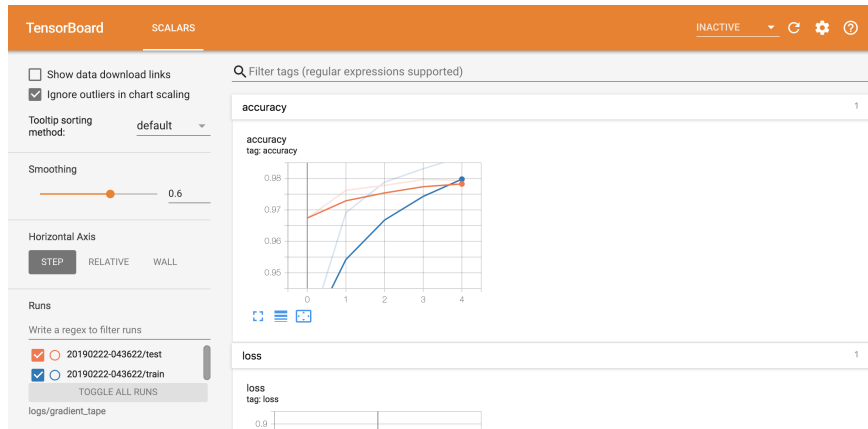 TensorBoard
SCALARS
INACTIVE
Show data download links
Ignore outliers in chart scaling
Tooltip sorting
method:
default
Smoothing
0.6
Horizontal Axis
STEP RELATIVE WALL
Runs
Write a regex to filter runs
20190222-043622/test
20190222-043622/train
TOGGLE ALL RUNS
logs/gradient_tape
Filter tags (regular expressions supported)
accuracy 1
accuracy
tag: accuracy
0.98
0.97
0.96
0.95
0 1 2 3 4
loss 1
loss
tag: loss
0.9